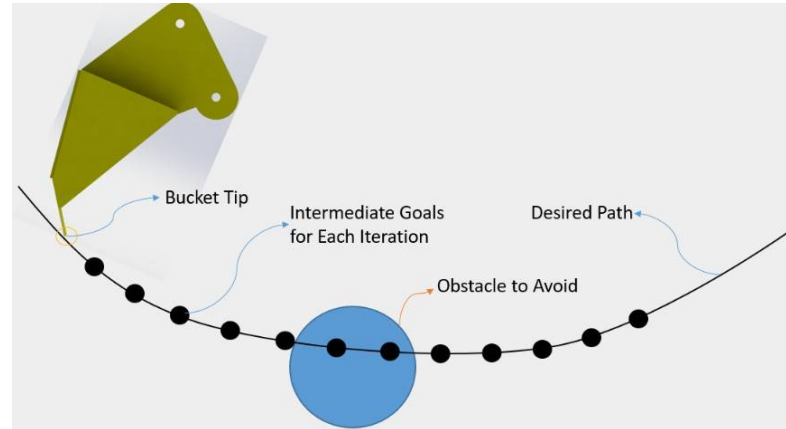 Bucket Tip
Intermediate Goals
for Each Iteration
Desired Path
Obstacle to Avoid